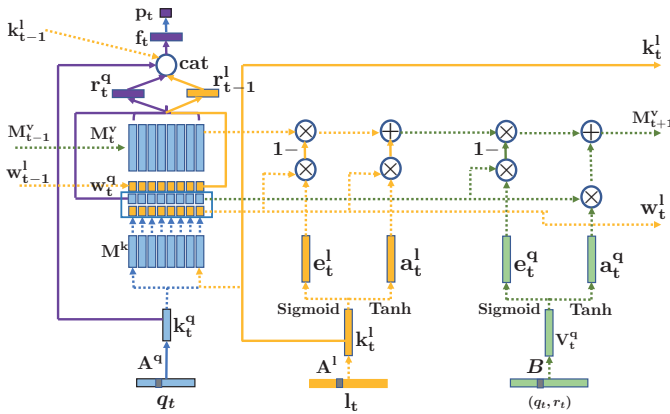 p_t
k^l_{t-1}
f_t
cat
k^l_t
r^q_t
r^l_{t-1}
M^v_{t-1}
M^v_t
M^v_{t+1}
1−
1−
w^l_{t-1}
w^q_t
w^l_t
M^k
e^l_t
a^l_t
e^q_t
a^q_t
Sigmoid
Tanh
Sigmoid
Tanh
k^q_t
k^l_t
V^q_t
A^q
A^l
B
q_t
l_t
(q_t, r_t)